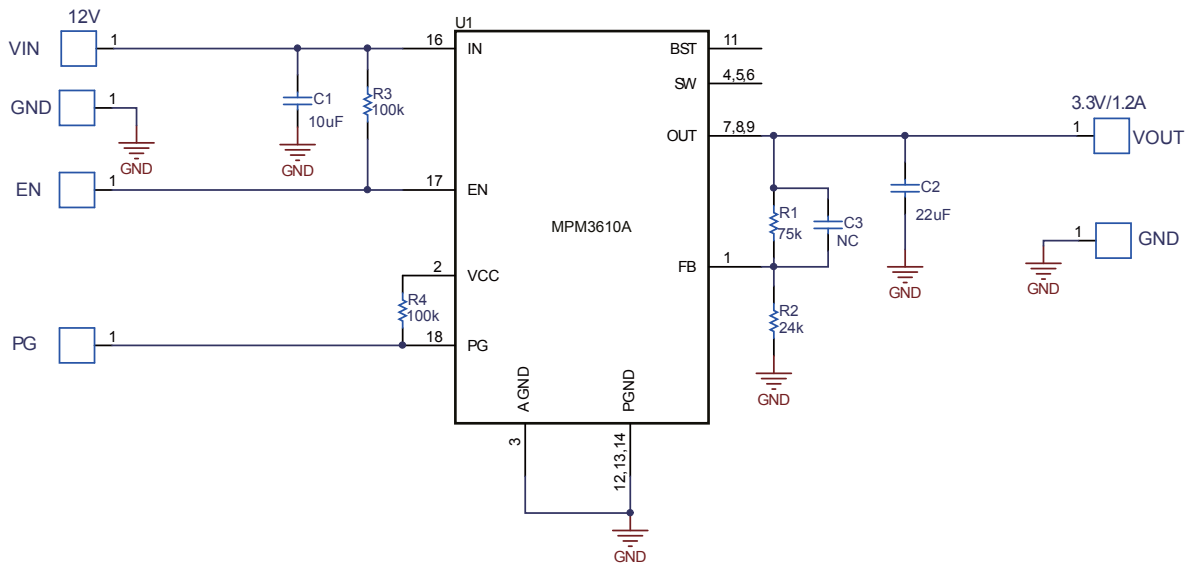 12V
VIN
1
GND
1
GND
C1
10uF
GND
R3
100k
EN
1
U1
16
IN
17
EN
2
VCC
R4
100k
PG
1
18
PG
MPM3610A
BST
11
SW
4,5,6
OUT
7,8,9
FB
1
AGND
3
PGND
12,13,14
GND
R1
75k
C3
NC
R2
24k
GND
C2
22uF
GND
3.3V/1.2A
1
VOUT
1
GND
GND